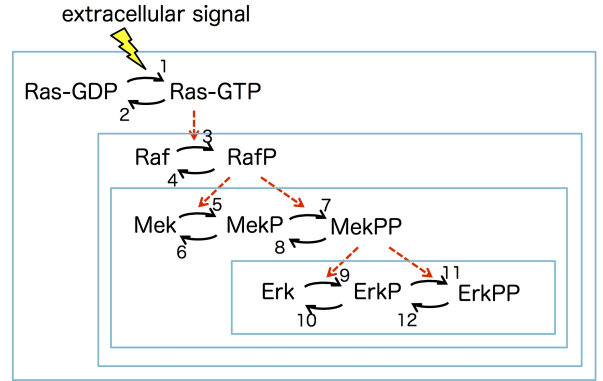 extracellular signal
1
Ras-GDP Ras-GTP
2
3
Raf RafP
4
5 7
Mek MekP MekPP
6 8
9 11
Erk ErkP ErkPP
10 12